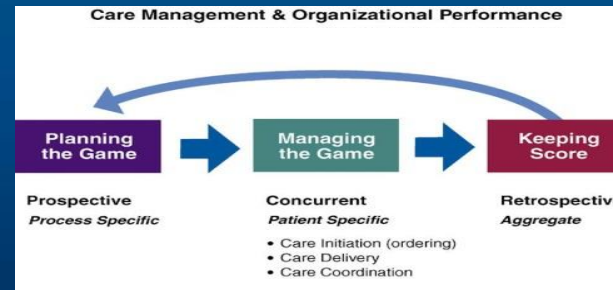 Care Management & Organizational Performance
Planning
the Game
Managing
the Game
Keeping
Score
Prospective
Process Specific
Concurrent
Patient Specific
• Care Initiation (ordering)
• Care Delivery
• Care Coordination
Retrospectiv
Aggregate